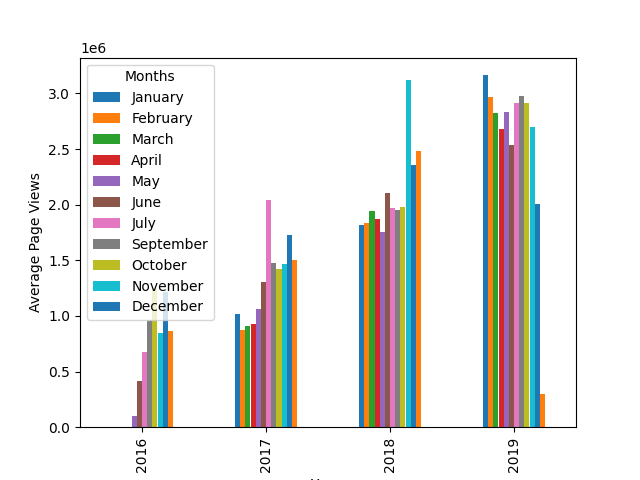 1e6
Months
January
February
March
April
May
June
July
September
October
November
December
3.0
2.5
2.0
1.5
1.0
0.5
0.0
Average Page Views
2016
2017
2018
2019